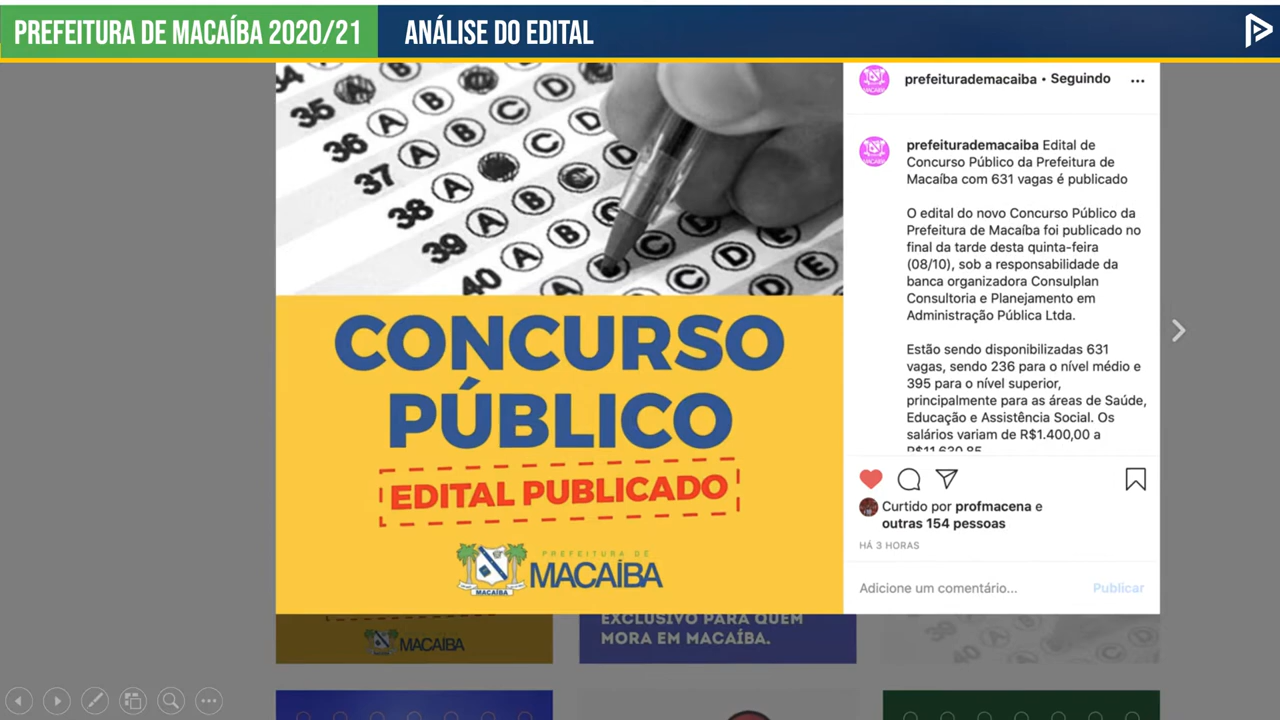 PREFEITURA DE MACAÍBA 2020/21
ANÁLISE DO EDITAL
35 A B C D
36 A B C D
37 A B C D
38 A C D
39 A B C D E
40 A B C D E
CONCURSO
PÚBLICO
EDITAL PUBLICADO
MACAÍBA
PREFEITURA DE
MACAÍBA
prefeiturademacaiba • Seguindo
prefeiturademacaiba Edital de
Concurso Público da Prefeitura de
Macaíba com 631 vagas é publicado
O edital do novo Concurso Público da
Prefeitura de Macaíba foi publicado no
final da tarde desta quinta-feira
(08/10), sob a responsabilidade da
banca organizadora Consulplan
Consultoria e Planejamento em
Administração Pública Ltda.
Estão sendo disponibilizadas 631
vagas, sendo 236 para o nível médio e
395 para o nível superior,
principalmente para as áreas de Saúde,
Educação e Assistência Social. Os
salários variam de R$1.400,00 a
R$11.630,85
Curtido por profmacena e
outras 154 pessoas
HÁ 3 HORAS
Adicione um comentário... Publicar
MACAÍBA
EXCLUSIVO PARA QUEM
MORA EM MACAÍBA.